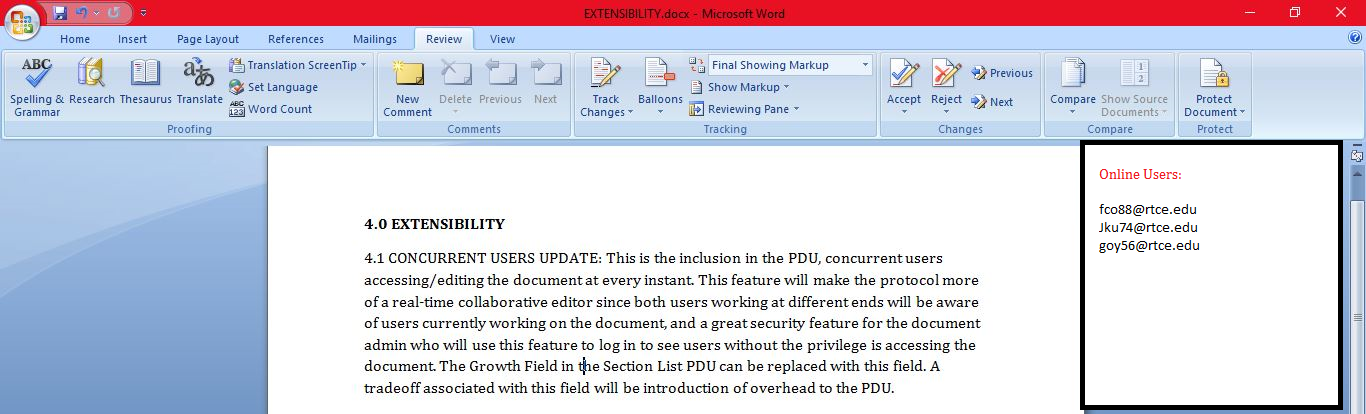 EXTENSIBILITY.docx - Microsoft Word
Home Insert Page Layout References Mailings Review View
ABC Spelling & Grammar
Research
Thesaurus
Translate
Translation ScreenTip
Set Language
ABC 123 Word Count
Proofing
New Comment
Delete
Previous
Next
Comments
Track Changes
Balloons
Final Showing Markup
Show Markup
Reviewing Pane
Tracking
Accept
Reject
Previous
Next
Changes
Compare
1 2 Show Source Documents
Compare
Protect Document
Protect
4.0 EXTENSIBILITY
4.1 CONCURRENT USERS UPDATE: This is the inclusion in the PDU, concurrent users
accessing/editing the document at every instant. This feature will make the protocol more
of a real-time collaborative editor since both users working at different ends will be aware
of users currently working on the document, and a great security feature for the document
admin who will use this feature to log in to see users without the privilege is accessing the
document. The Growth Field in the Section List PDU can be replaced with this field. A
tradeoff associated with this field will be introduction of overhead to the PDU.
Online Users:
fco88@rtce.edu
Jku74@rtce.edu
goy56@rtce.edu